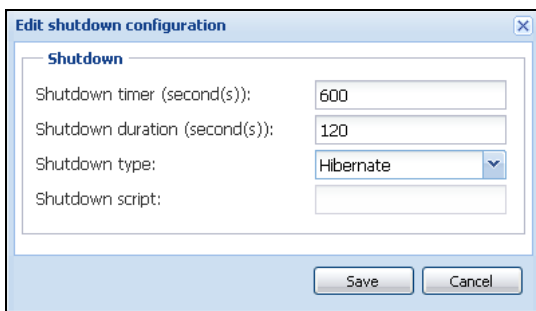 Edit shutdown configuration
Shutdown
Shutdown timer (second(s)): 600
Shutdown duration (second(s)): 120
Shutdown type: Hibernate
Shutdown script:
Save Cancel